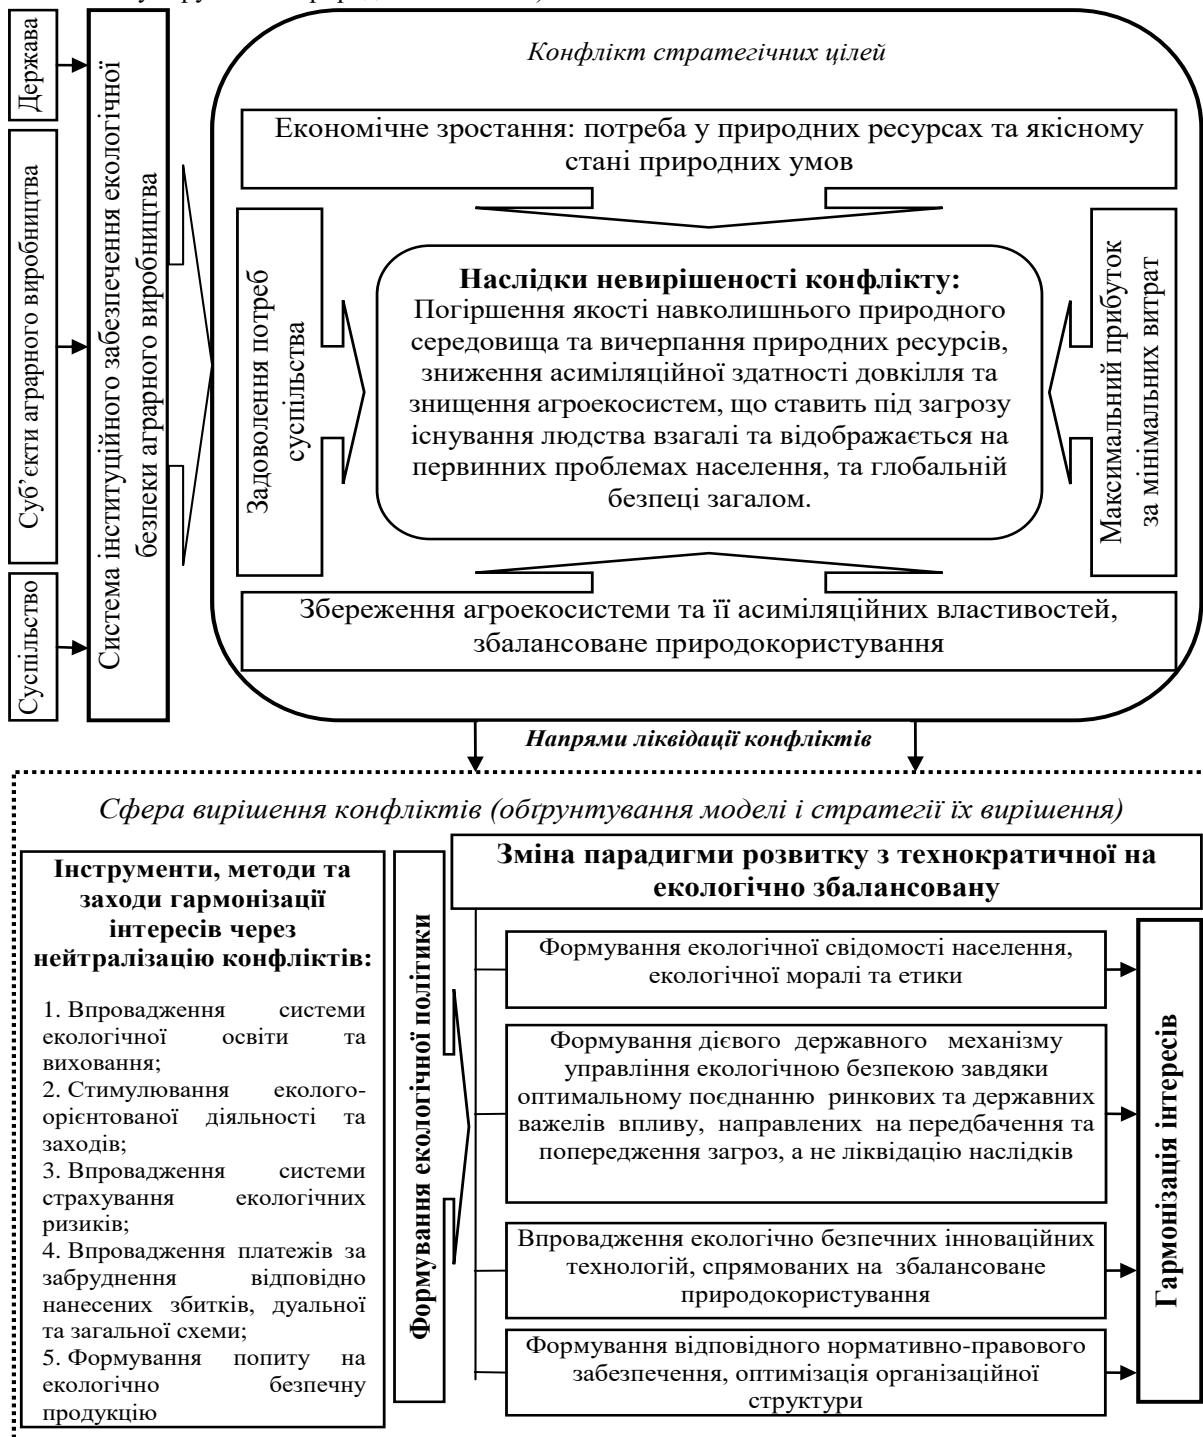 Держава
Суб’єкти аграрного виробництва
Суспільство
Система інституційного забезпечення екологічної
безпеки аграрного виробництва
Конфлікт стратегічних цілей
Економічне зростання: потреба у природних ресурсах та якісному
стані природних умов
Задоволення потреб
суспільства
Наслідки невирішеності конфлікту:
Погіршення якості навколишнього природного
середовища та вичерпання природних ресурсів,
зниження асиміляційної здатності довкілля та
знищення агроекосистем, що ставить під загрозу
існування людства взагалі та відображається на
первинних проблемах населення, та глобальній
безпеці загалом.
Максимальний прибуток
за мінімальних витрат
Збереження агроекосистеми та її асиміляційних властивостей,
збалансоване природокористування
Напрями ліквідації конфліктів
Сфера вирішення конфліктів (обґрунтування моделі і стратегії їх вирішення)
Інструменти, методи та
заходи гармонізації
інтересів через
нейтралізацію конфліктів:
1. Впровадження системи
екологічної освіти та
виховання;
2. Стимулювання еколого-
орієнтованої діяльності та
заходів;
3. Впровадження системи
страхування екологічних
ризиків;
4. Впровадження платежів за
забруднення відповідно
нанесених збитків, дуальної
та загальної схеми;
5. Формування попиту на
екологічно безпечну
продукцію
Формування екологічної політики
Зміна парадигми розвитку з технократичної на
екологічно збалансовану
Формування екологічної свідомості населення,
екологічної моралі та етики
Формування дієвого державного механізму
управління екологічною безпекою завдяки
оптимальному поєднанню ринкових та державних
важелів впливу, направлених на передбачення та
попередження загроз, а не ліквідацію наслідків
Впровадження екологічно безпечних інноваційних
технологій, спрямованих на збалансоване
природокористування
Формування відповідного нормативно-правового
забезпечення, оптимізація організаційної
структури
Гармонізація інтересів